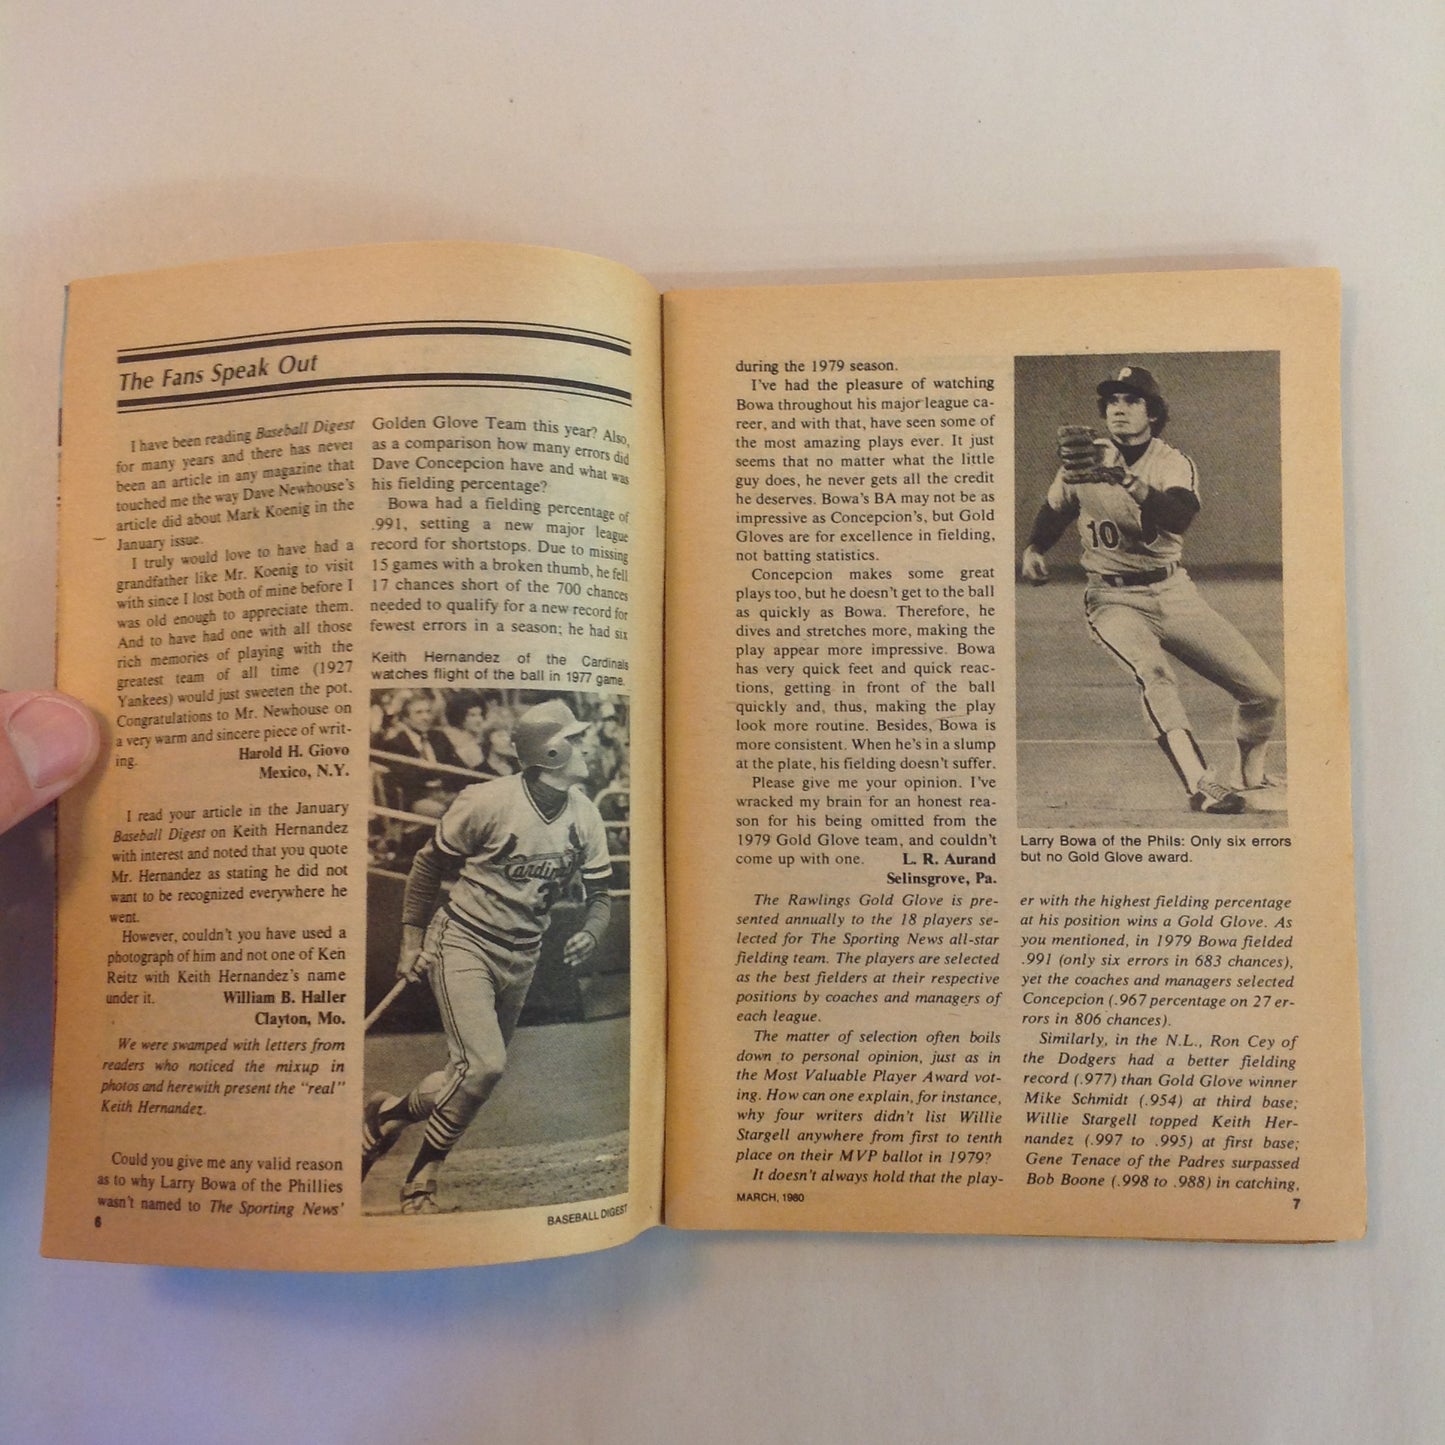 The Fans Speak Out
I have been reading Baseball Digest
for many years and there has never
been an article in any magazine that
touched me the way Dave Newhouse's
article did about Mark Koenig in the
January issue.
I truly would love to have had a
grandfather like Mr. Koenig to visit
with since I lost both of mine before I
was old enough to appreciate them.
And to have had one with all those
rich memories of playing with the
greatest team of all time (1927
Yankees) would just sweeten the pot.
Congratulations to Mr. Newhouse on
a very warm and sincere piece of writ-
ing. Harold H. Giovo
Mexico, N.Y.
I read your article in the January
Baseball Digest on Keith Hernandez
with interest and noted that you quote
Mr. Hernandez as stating he did not
want to be recognized everywhere he
went.
However, couldn't you have used a
photograph of him and not one of Ken
Reitz with Keith Hernandez's name
under it. William B. Haller
Clayton, Mo.
We were swamped with letters from
readers who noticed the mixup in
photos and herewith present the "real"
Keith Hernandez.
Could you give me any valid reason
as to why Larry Bowa of the Phillies
wasn't named to The Sporting News'
6
Golden Glove Team this year? Also,
as a comparison how many errors did
Dave Concepcion have and what was
his fielding percentage?
Bowa had a fielding percentage of
.991, setting a new major league
record for shortstops. Due to missing
15 games with a broken thumb, he fell
17 chances short of the 700 chances
needed to qualify for a new record for
fewest errors in a season; he had six
Keith Hernandez of the Cardinals
watches flight of the ball in 1977 game.
Cardinals
3
BASEBALL DIGEST
during the 1979 season.
I've had the pleasure of watching
Bowa throughout his major league ca-
reer, and with that, have seen some of
the most amazing plays ever. It just
seems that no matter what the little
guy does, he never gets all the credit
he deserves. Bowa's BA may not be as
impressive as Concepcion's, but Gold
Gloves are for excellence in fielding,
not batting statistics.
Concepcion makes some great
plays too, but he doesn't get to the ball
as quickly as Bowa. Therefore, he
dives and stretches more, making the
play appear more impressive. Bowa
has very quick feet and quick reac-
tions, getting in front of the ball
quickly and, thus, making the play
look more routine. Besides, Bowa is
more consistent. When he's in a slump
at the plate, his fielding doesn't suffer.
Please give me your opinion. I've
wracked my brain for an honest rea-
son for his being omitted from the
1979 Gold Glove team, and couldn't
come up with one. L. R. Aurand
Selinsgrove, Pa.
The Rawlings Gold Glove is pre-
sented annually to the 18 players se-
lected for The Sporting News all-star
fielding team. The players are selected
as the best fielders at their respective
positions by coaches and managers of
each league.
The matter of selection often boils
down to personal opinion, just as in
the Most Valuable Player Award vot-
ing. How can one explain, for instance,
why four writers didn't list Willie
Stargell anywhere from first to tenth
place on their MVP ballot in 1979?
It doesn't always hold that the play-
MARCH, 1980
P
10
Larry Bowa of the Phils: Only six errors
but no Gold Glove award.
er with the highest fielding percentage
at his position wins a Gold Glove. As
you mentioned, in 1979 Bowa fielded
.991 (only six errors in 683 chances),
yet the coaches and managers selected
Concepcion (.967 percentage on 27 er-
rors in 806 chances).
Similarly, in the N.L., Ron Cey of
the Dodgers had a better fielding
record (.977) than Gold Glove winner
Mike Schmidt (.954) at third base;
Willie Stargell topped Keith Her-
nandez (.997 to .995) at first base;
Gene Tenace of the Padres surpassed
Bob Boone (.998 to .988) in catching,
7